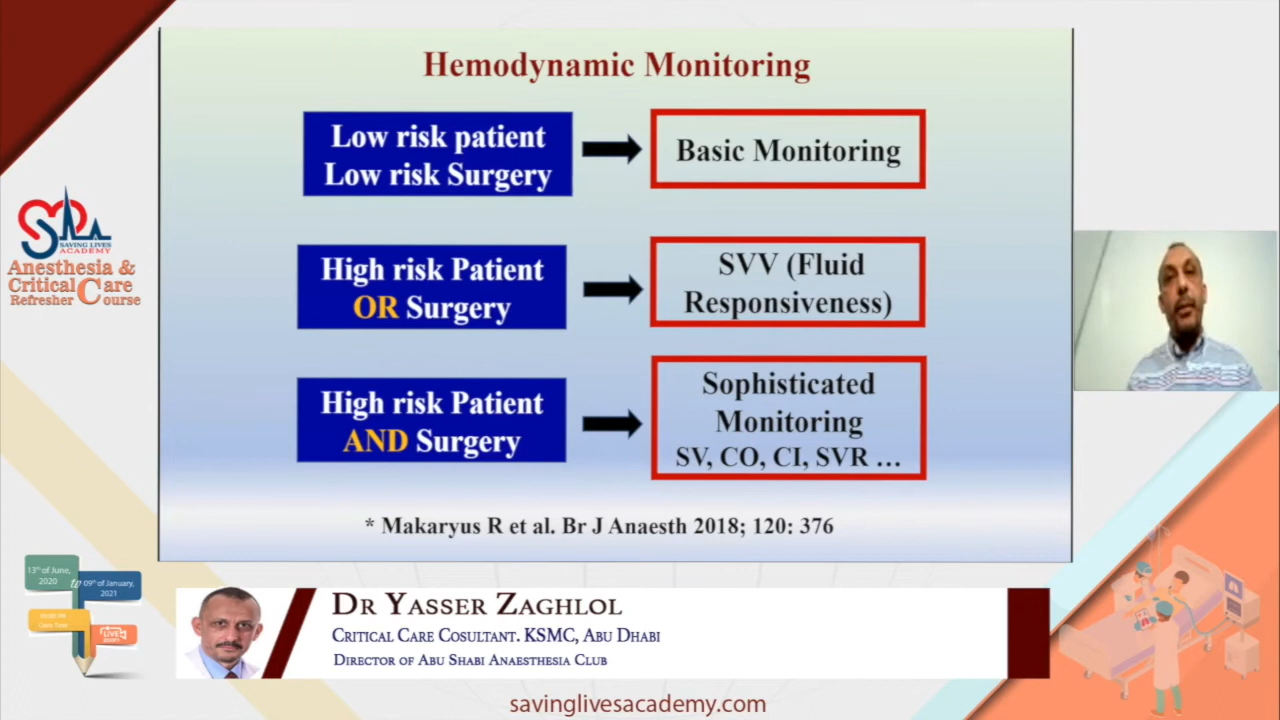 Hemodynamic Monitoring
Low risk patient
Low risk Surgery
Basic Monitoring
High risk Patient
OR Surgery
SVV (Fluid
Responsiveness)
High risk Patient
AND Surgery
Sophisticated
Monitoring
SV, CO, CI, SVR ...
* Makaryus R et al. Br J Anaesth 2018; 120: 376
SAVING LIVES
ACADEMY
Anesthesia &
Critical Care
Refresher Course
13th of June,
2020
to
09th of January,
2021
LIVE
DR YASSER ZAGHLOL
CRITICAL CARE COSULTANT. KSMC, ABU DHABI
DIRECTOR OF ABU SHABI ANAESTHESIA CLUB
savinglivesacademy.com